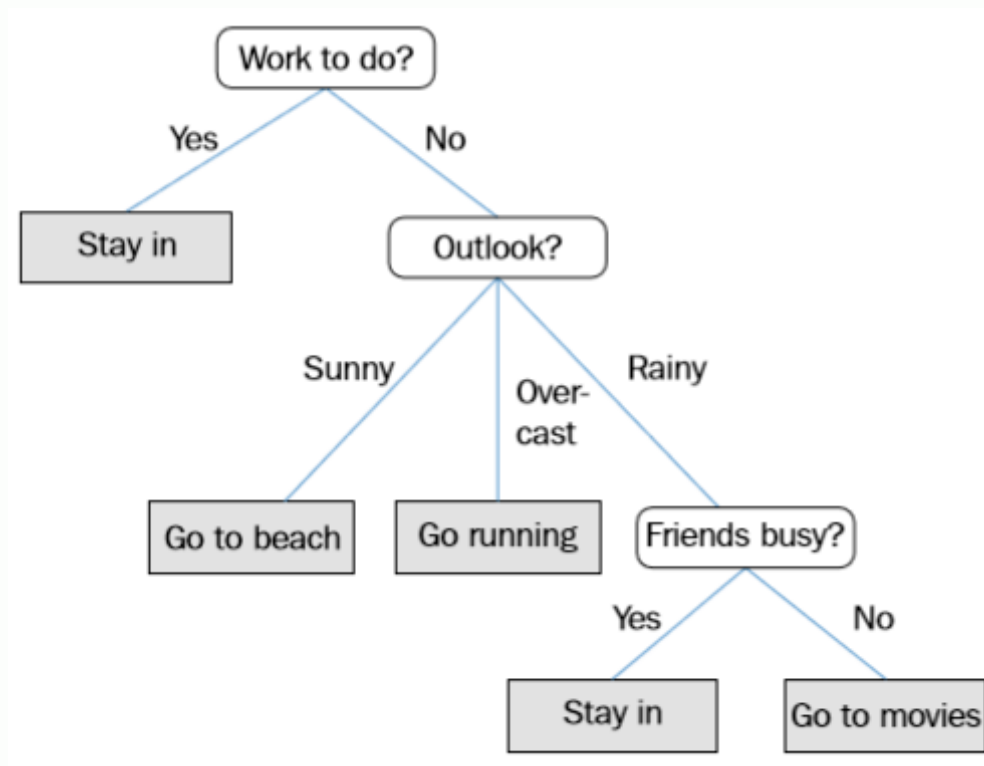 Work to do?
Yes
No
Stay in
Outlook?
Sunny
Over-
cast
Rainy
Go to beach
Go running
Friends busy?
Yes
No
Stay in
Go to movies